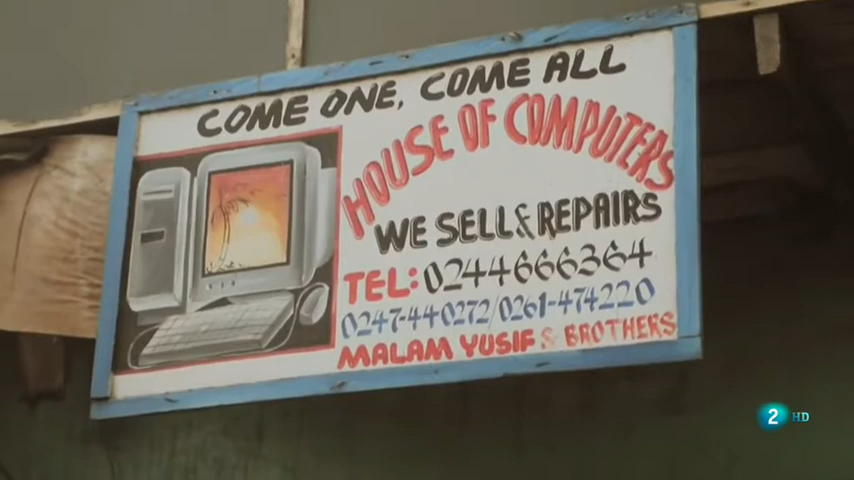 COME ONE, COME ALL
HOUSE OF COMPUTERS
WE SELL & REPAIRS
TEL: 0244666364
0247-440272/0261-474220
MALAM YUSIF & BROTHERS
2 HD